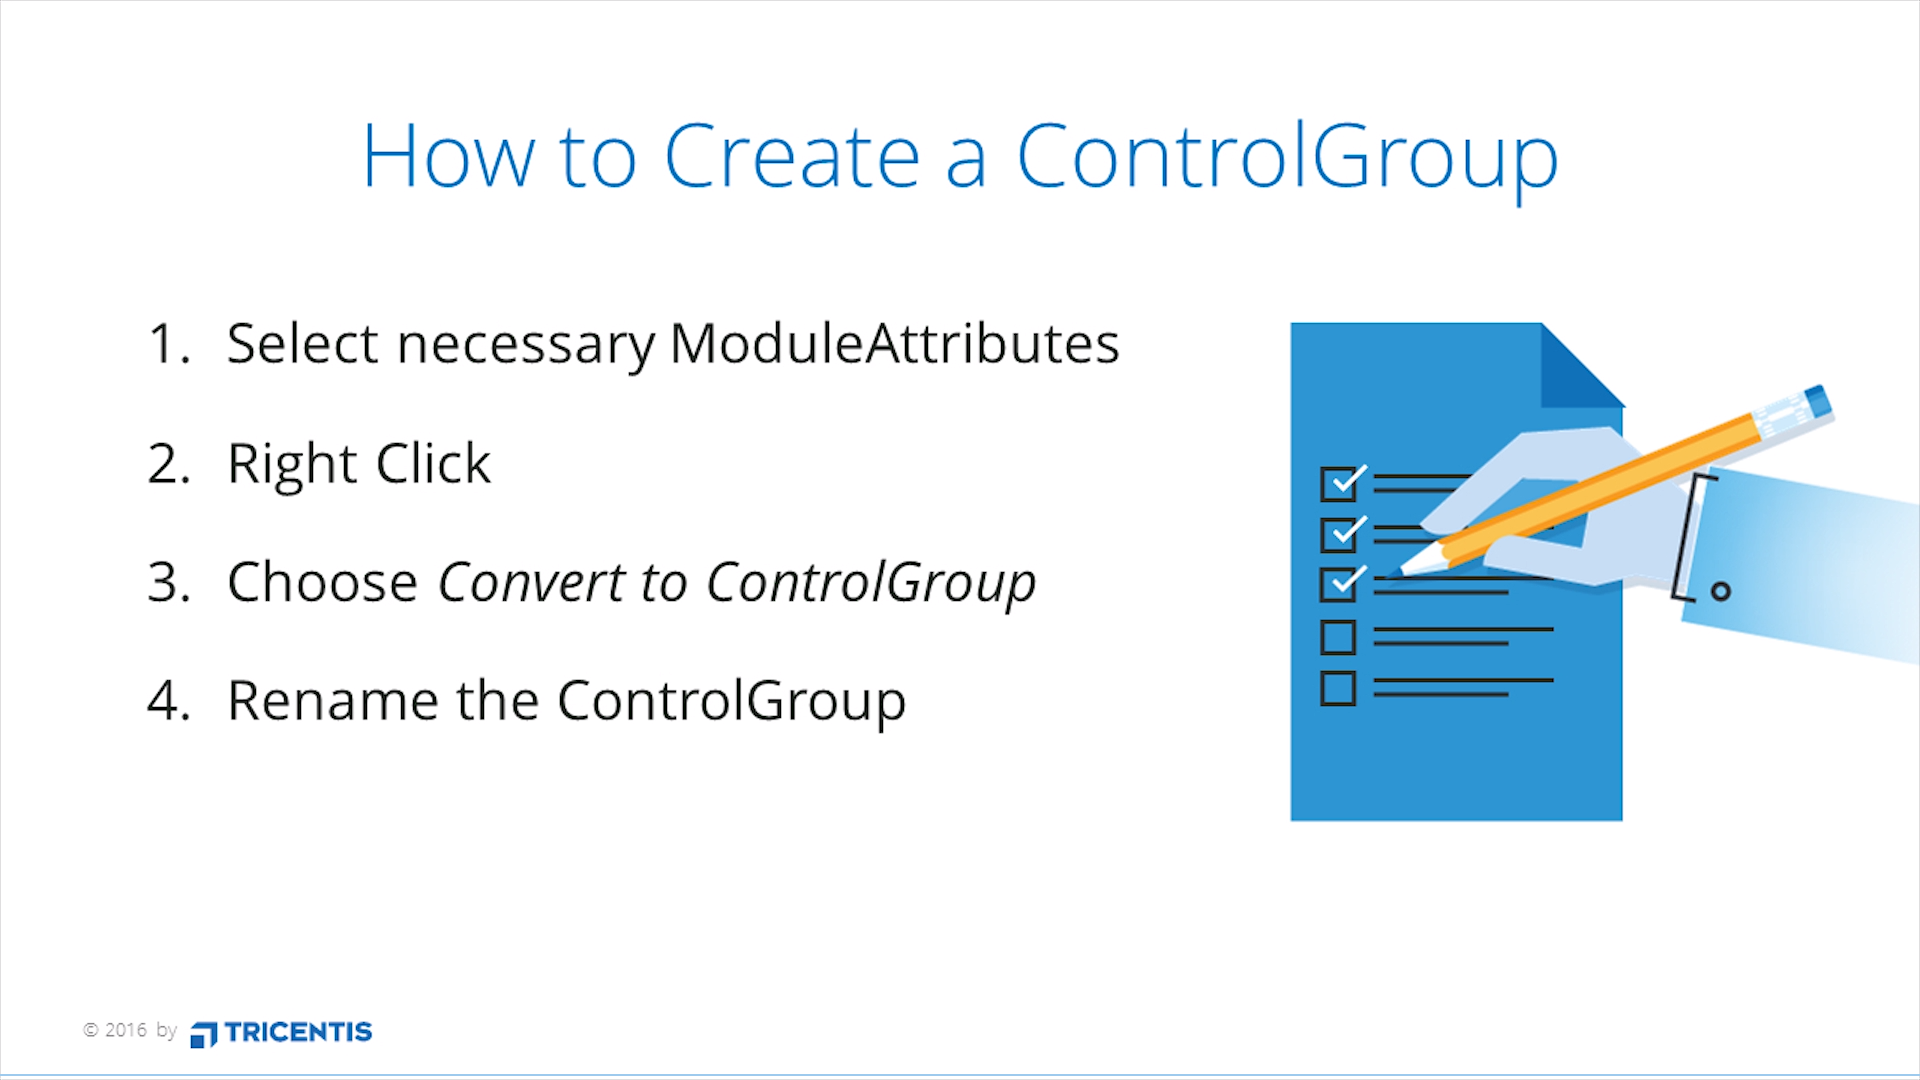 How to Create a ControlGroup
1. Select necessary ModuleAttributes
2. Right Click
3. Choose Convert to ControlGroup
4. Rename the ControlGroup
© 2016 by TRICENTIS